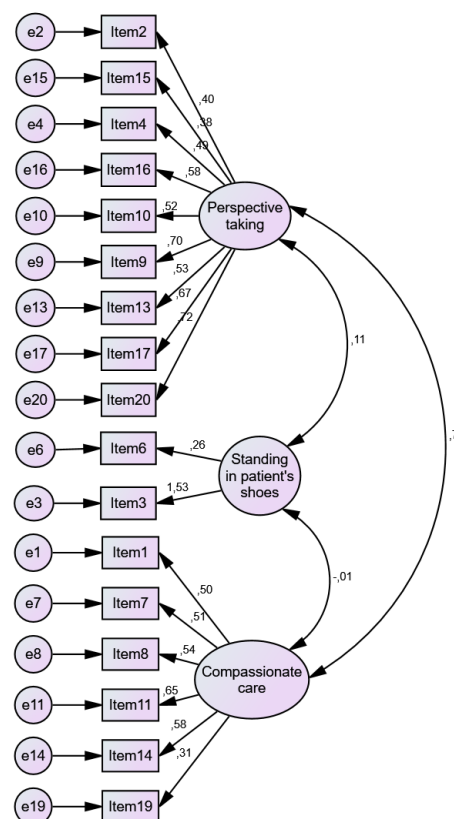 e2 Item2
e15 Item15
,40
e4 Item4
,38
,49
e16 Item16
,58
e10 Item10
,52
Perspective
taking
e9 Item9
,70
e13 Item13
,53
e17 Item17
,67
,72
e20 Item20
,11
e6 Item6
,26
Standing
in patient's
shoes
e3 Item3
1,53
e1 Item1
,50
-,01
e7 Item7
,51
e8 Item8
,54
Compassionate
care
e11 Item11
,65
e14 Item14
,58
,31
e19 Item19